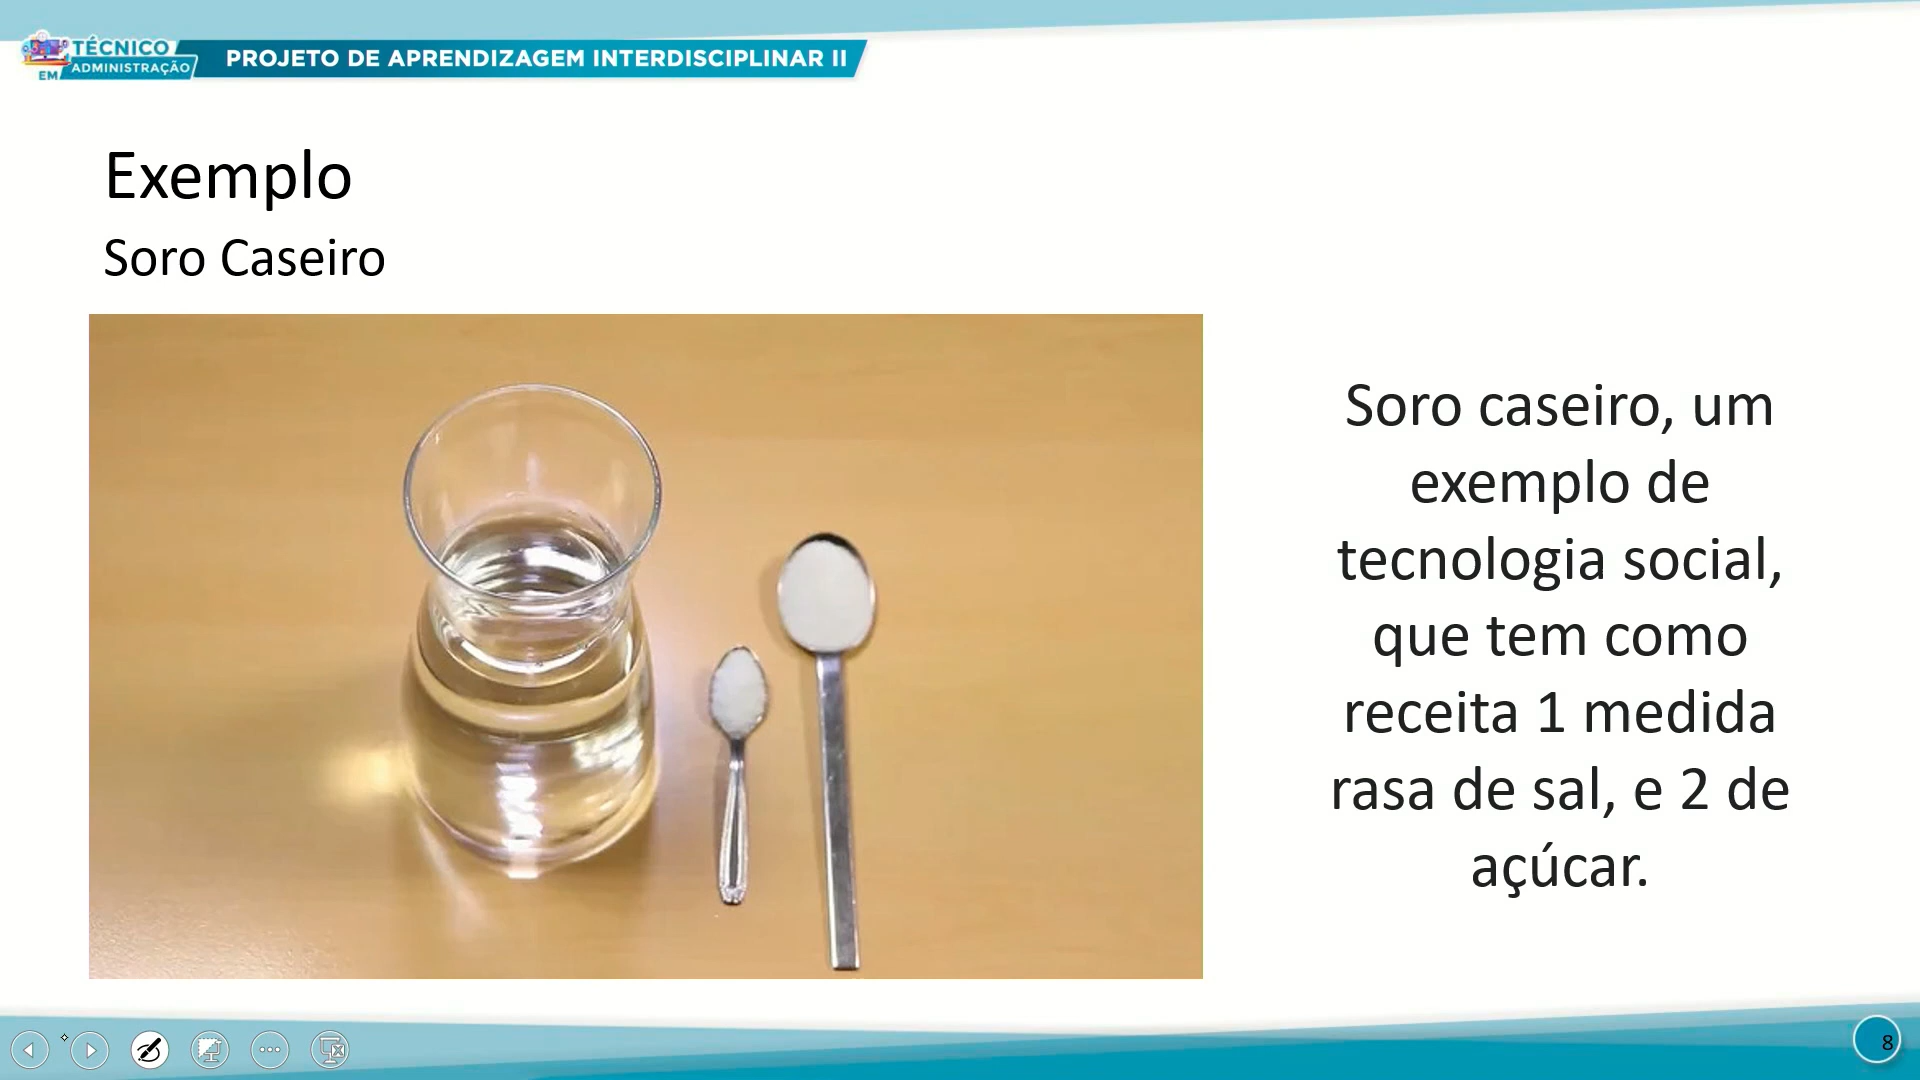 TÉCNICO
EM ADMINISTRAÇÃO
PROJETO DE APRENDIZAGEM INTERDISCIPLINAR II
Exemplo
Soro Caseiro
Soro caseiro, um
exemplo de
tecnologia social,
que tem como
receita 1 medida
rasa de sal, e 2 de
açúcar.
8